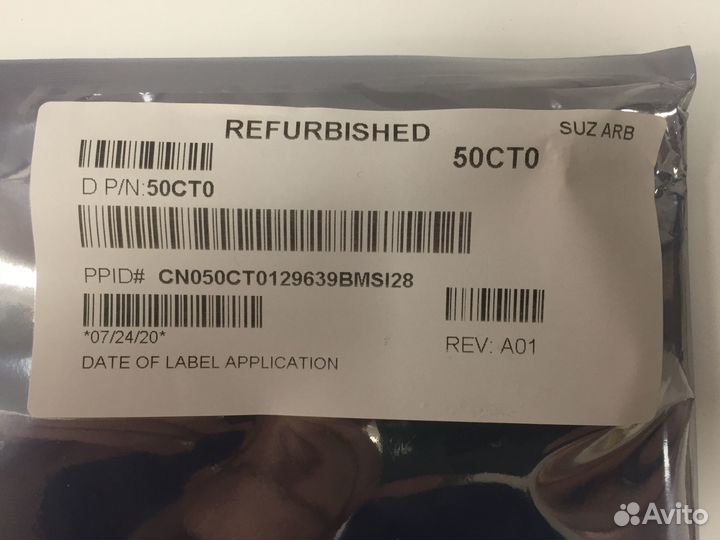 REFURBISHED
SUZ ARB
50CT0
D P/N:50CT0
PPID# CN050CT0129639BMSI28
*07/24/20*
REV: A01
DATE OF LABEL APPLICATION
Avito